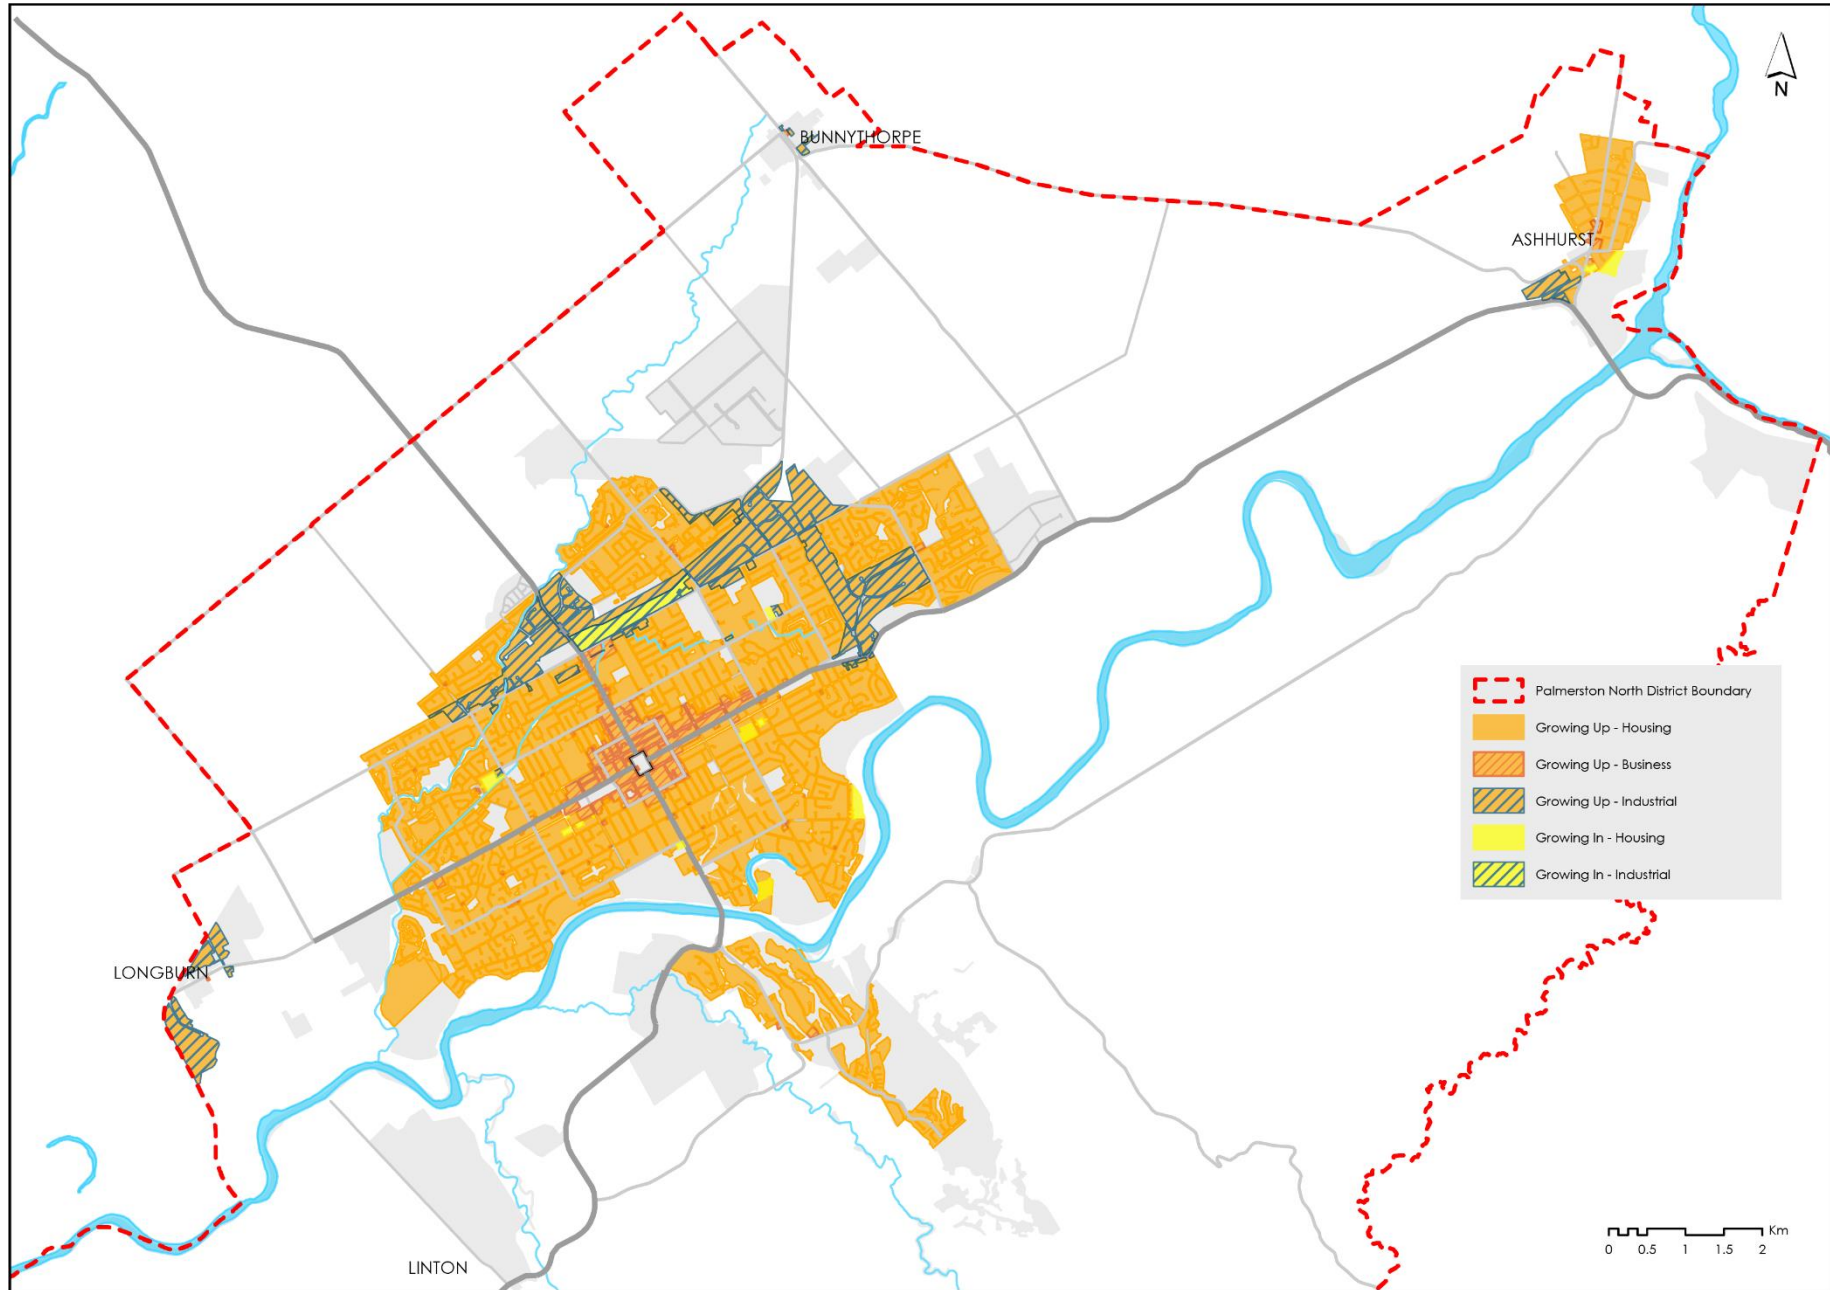 N
BUNNYTHORPE
ASHHURST
Palmerston North District Boundary
Growing Up - Housing
Growing Up - Business
Growing Up - Industrial
Growing In - Housing
Growing In - Industrial
LONGBURN
LINTON
Km
0 0.5 1 1.5 2